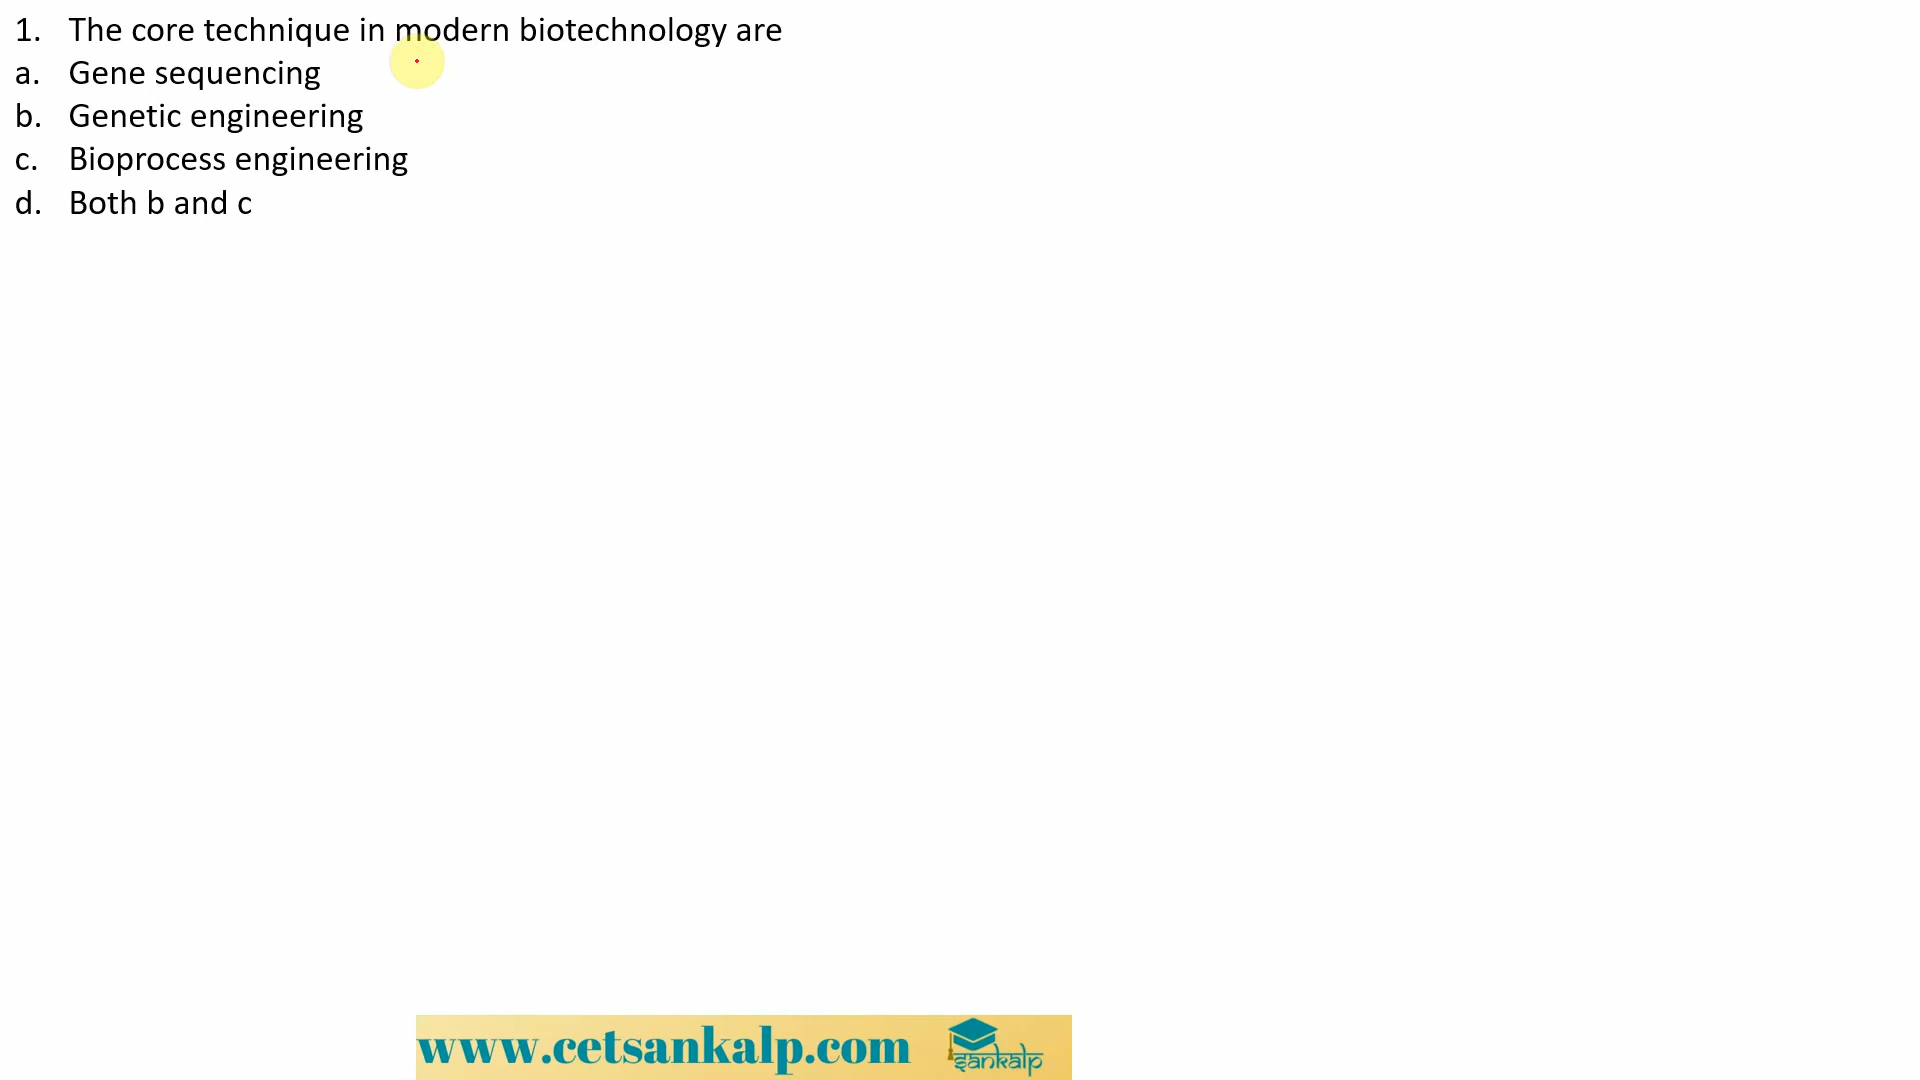 1. The core technique in modern biotechnology are
a. Gene sequencing
b. Genetic engineering
c. Bioprocess engineering
d. Both b and c
www.cetsankalp.com
संnkalp